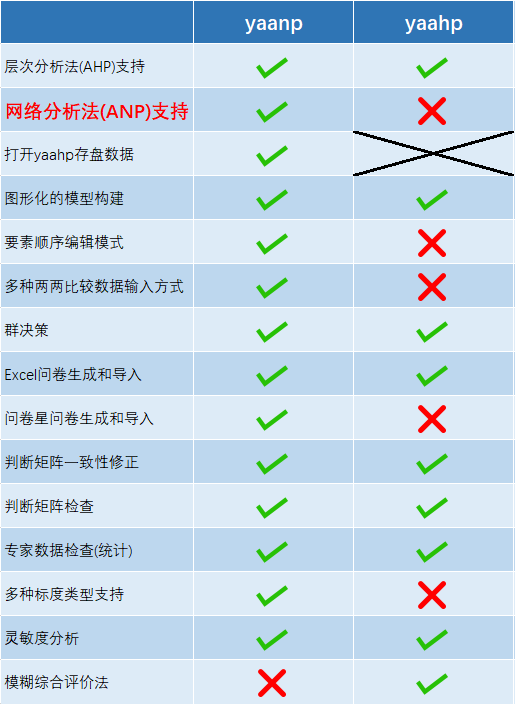 yaanp yaahp
层次分析法(AHP)支持
网络分析法(ANP)支持
打开yaahp存盘数据
图形化的模型构建
要素顺序编辑模式
多种两两比较数据输入方式
群决策
Excel问卷生成和导入
问卷星问卷生成和导入
判断矩阵一致性修正
判断矩阵检查
专家数据检查(统计)
多种标度类型支持
灵敏度分析
模糊综合评价法